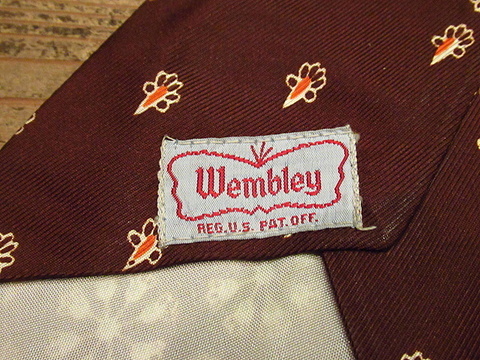 Wembley
REG. U.S. PAT. OFF.